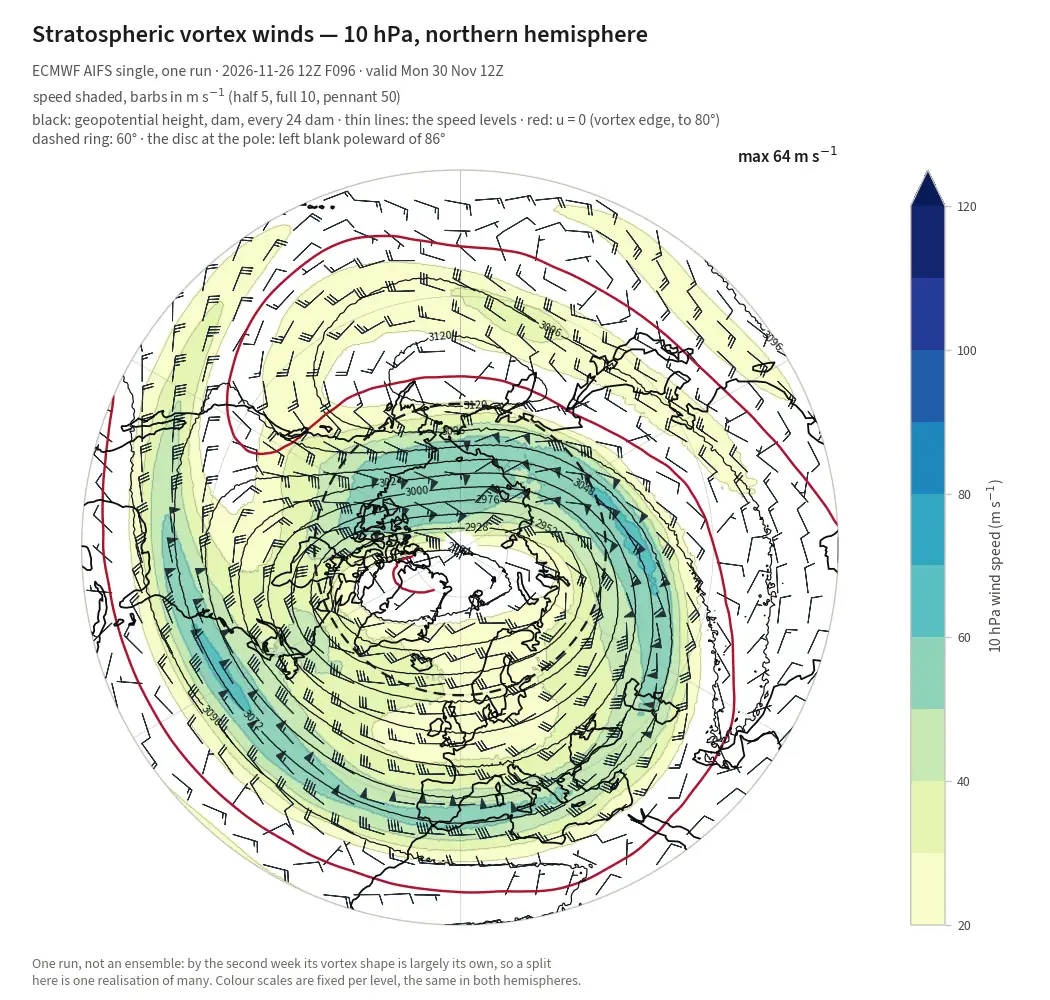 Stratospheric vortex winds — 10 hPa, northern hemisphere
ECMWF AIFS single, one run · 2026-11-26 12Z F096 · valid Mon 30 Nov 12Z
speed shaded, barbs in m s⁻¹ (half 5, full 10, pennant 50)
black: geopotential height, dam, every 24 dam · thin lines: the speed levels · red: u = 0 (vortex edge, to 80°)
dashed ring: 60° · the disc at the pole: left blank poleward of 86°
max 64 m s⁻¹
120
100
80
60
40
20
10 hPa wind speed (m s⁻¹)
3096
3096
3120
3120
3048
3000
2976
2928
2952
3096
3072
One run, not an ensemble: by the second week its vortex shape is largely its own, so a split
here is one realisation of many. Colour scales are fixed per level, the same in both hemispheres.